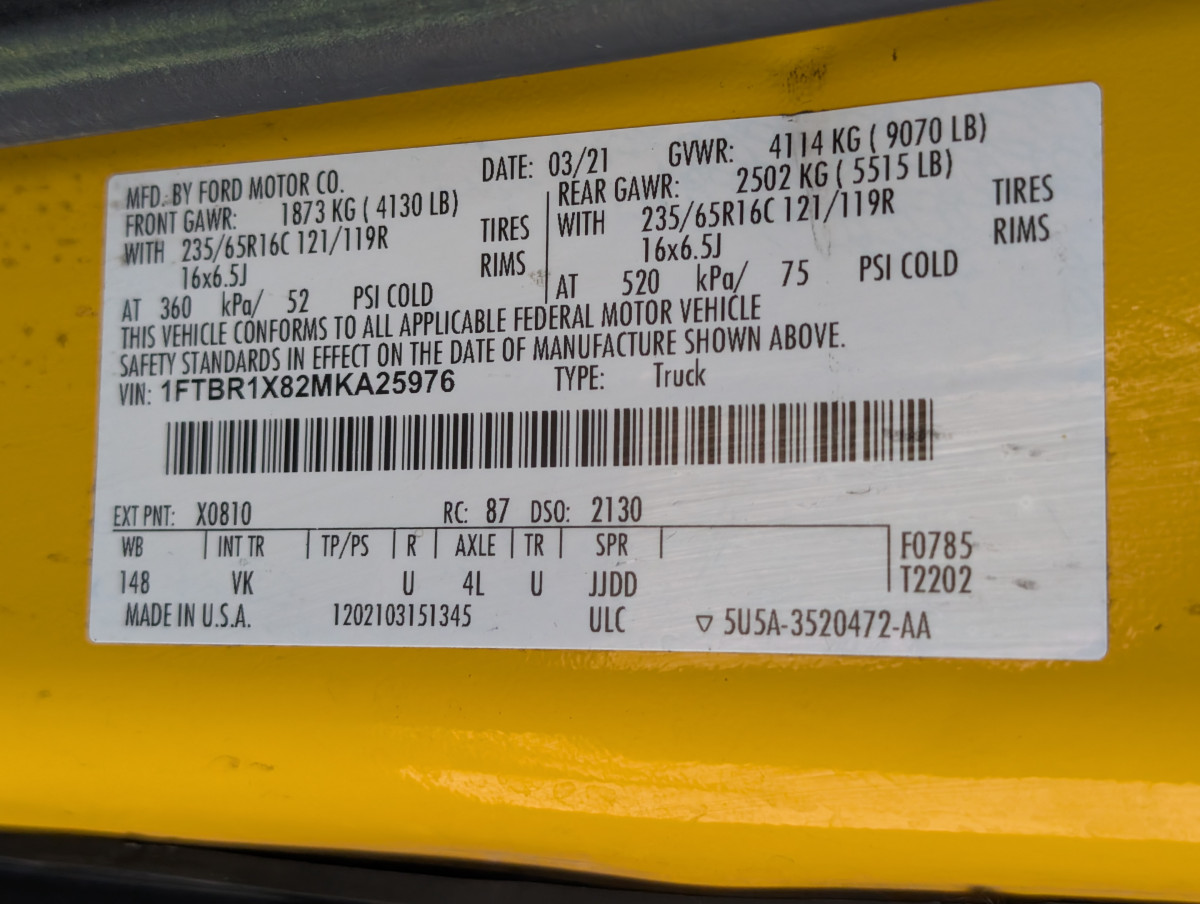 MFD. BY FORD MOTOR CO. DATE: 03/21 GVWR: 4114 KG ( 9070 LB)
FRONT GAWR: 1873 KG ( 4130 LB) REAR GAWR: 2502 KG ( 5515 LB)
WITH 235/65R16C 121/119R TIRES WITH 235/65R16C 121/119R TIRES
16x6.5J RIMS 16x6.5J RIMS
AT 360 kPa/ 52 PSI COLD AT 520 kPa/ 75 PSI COLD
THIS VEHICLE CONFORMS TO ALL APPLICABLE FEDERAL MOTOR VEHICLE
SAFETY STANDARDS IN EFFECT ON THE DATE OF MANUFACTURE SHOWN ABOVE.
VIN: 1FTBR1X82MKA25976 TYPE: Truck
EXT PNT: X0810 RC: 87 DSO: 2130
WB INT TR TP/PS R AXLE TR SPR F0785
148 VK U 4L U JJDD T2202
MADE IN U.S.A. 1202103151345 ULC ▽ 5U5A-3520472-AA